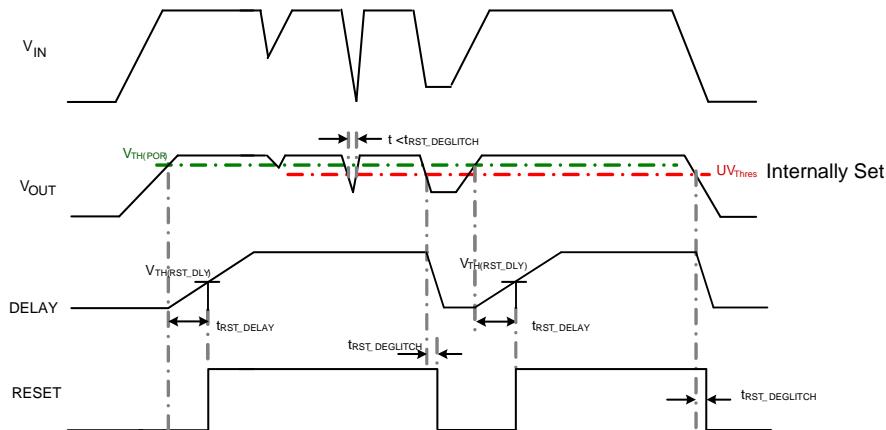 VIN
t <tRST_DEGLITCH
VTH(POR)
UVThres Internally Set
VOUT
VTH(RST_DLY)
VTH(RST_DLY)
DELAY
tRST_DELAY
tRST_DELAY
tRST_DEGLITCH
RESET
tRST_DEGLITCH